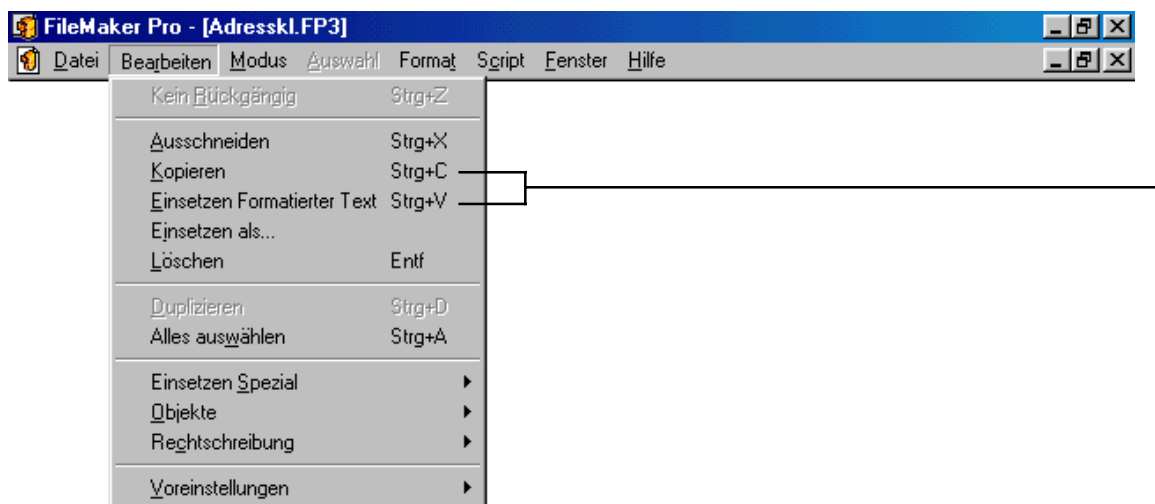 FileMaker Pro - [Adresskl.FP3]
Datei Bearbeiten Modus Auswahl Format Script Fenster Hilfe
Kein Rückgängig Strg+Z
Ausschneiden Strg+X
Kopieren Strg+C
Einsetzen Formatierter Text Strg+V
Einsetzen als...
Löschen Entf
Duplizieren Strg+D
Alles auswählen Strg+A
Einsetzen Spezial
Objekte
Rechtschreibung
Voreinstellungen